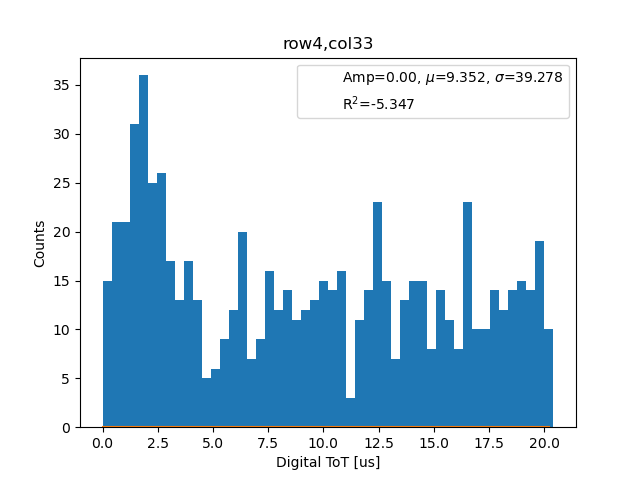 row4,col33
Amp=0.00, μ=9.352, σ=39.278
R²=-5.347
35
30
25
20
15
10
5
0
Counts
0.0 2.5 5.0 7.5 10.0 12.5 15.0 17.5 20.0
Digital ToT [us]